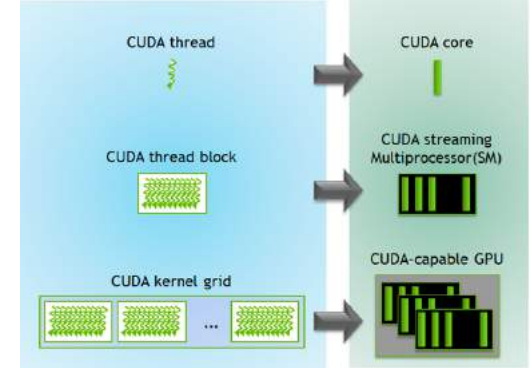 CUDA thread
CUDA core
CUDA thread block
CUDA streaming
Multiprocessor(SM)
CUDA kernel grid
CUDA-capable GPU
...